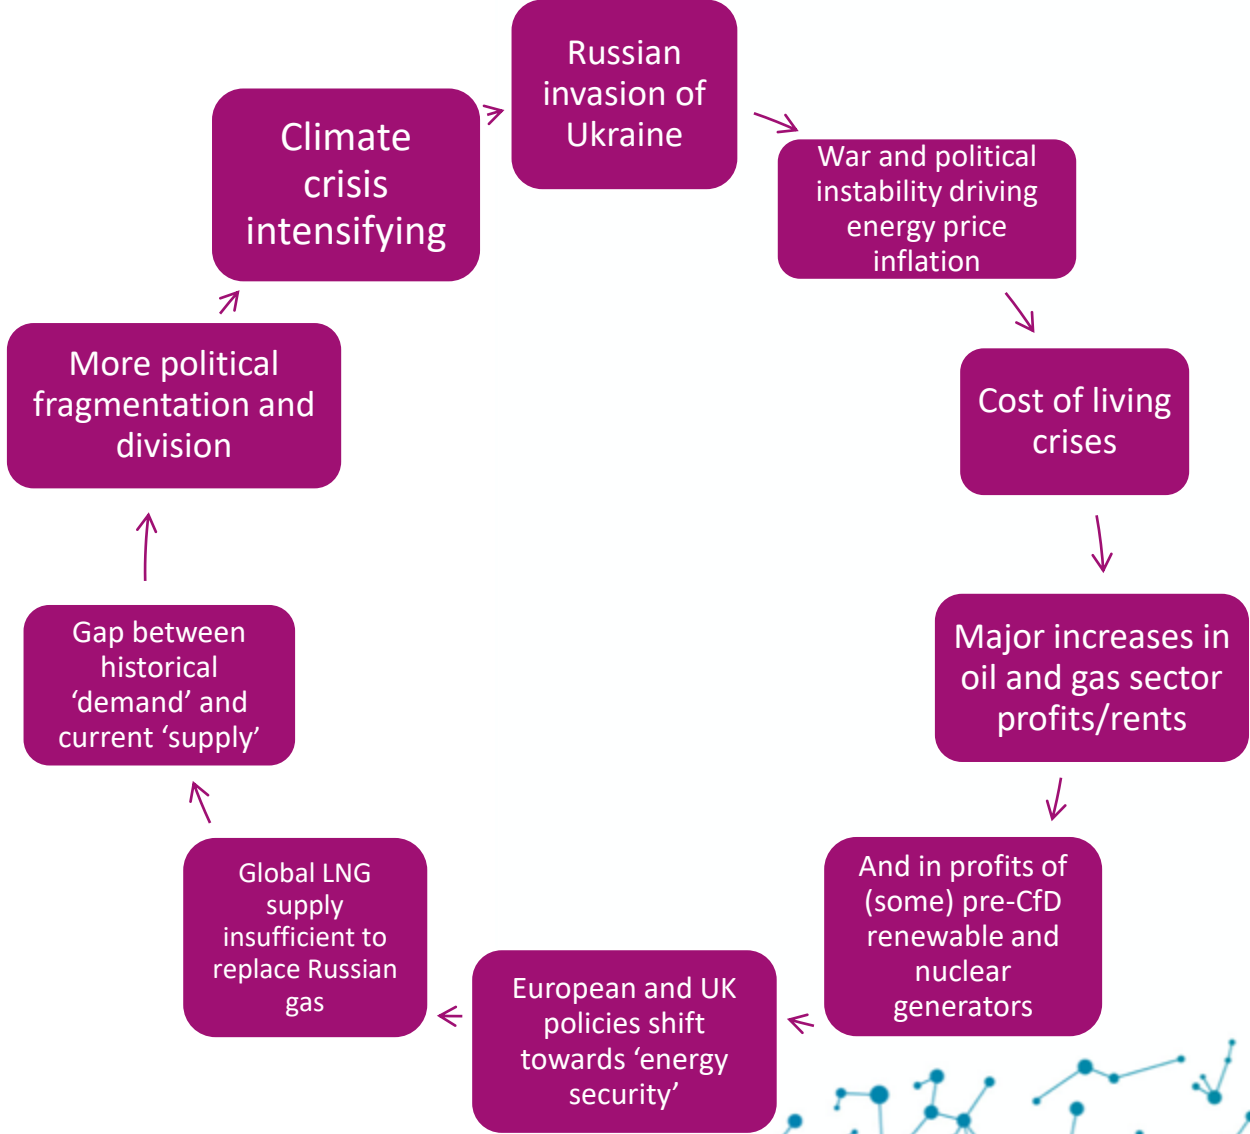 Russian
invasion of
Ukraine
War and political
instability driving
energy price
inflation
Cost of living
crises
Major increases in
oil and gas sector
profits/rents
And in profits of
(some) pre-CfD
renewable and
nuclear
generators
European and UK
policies shift
towards ‘energy
security’
Global LNG
supply
insufficient to
replace Russian
gas
Gap between
historical
‘demand’ and
current ‘supply’
More political
fragmentation and
division
Climate
crisis
intensifying